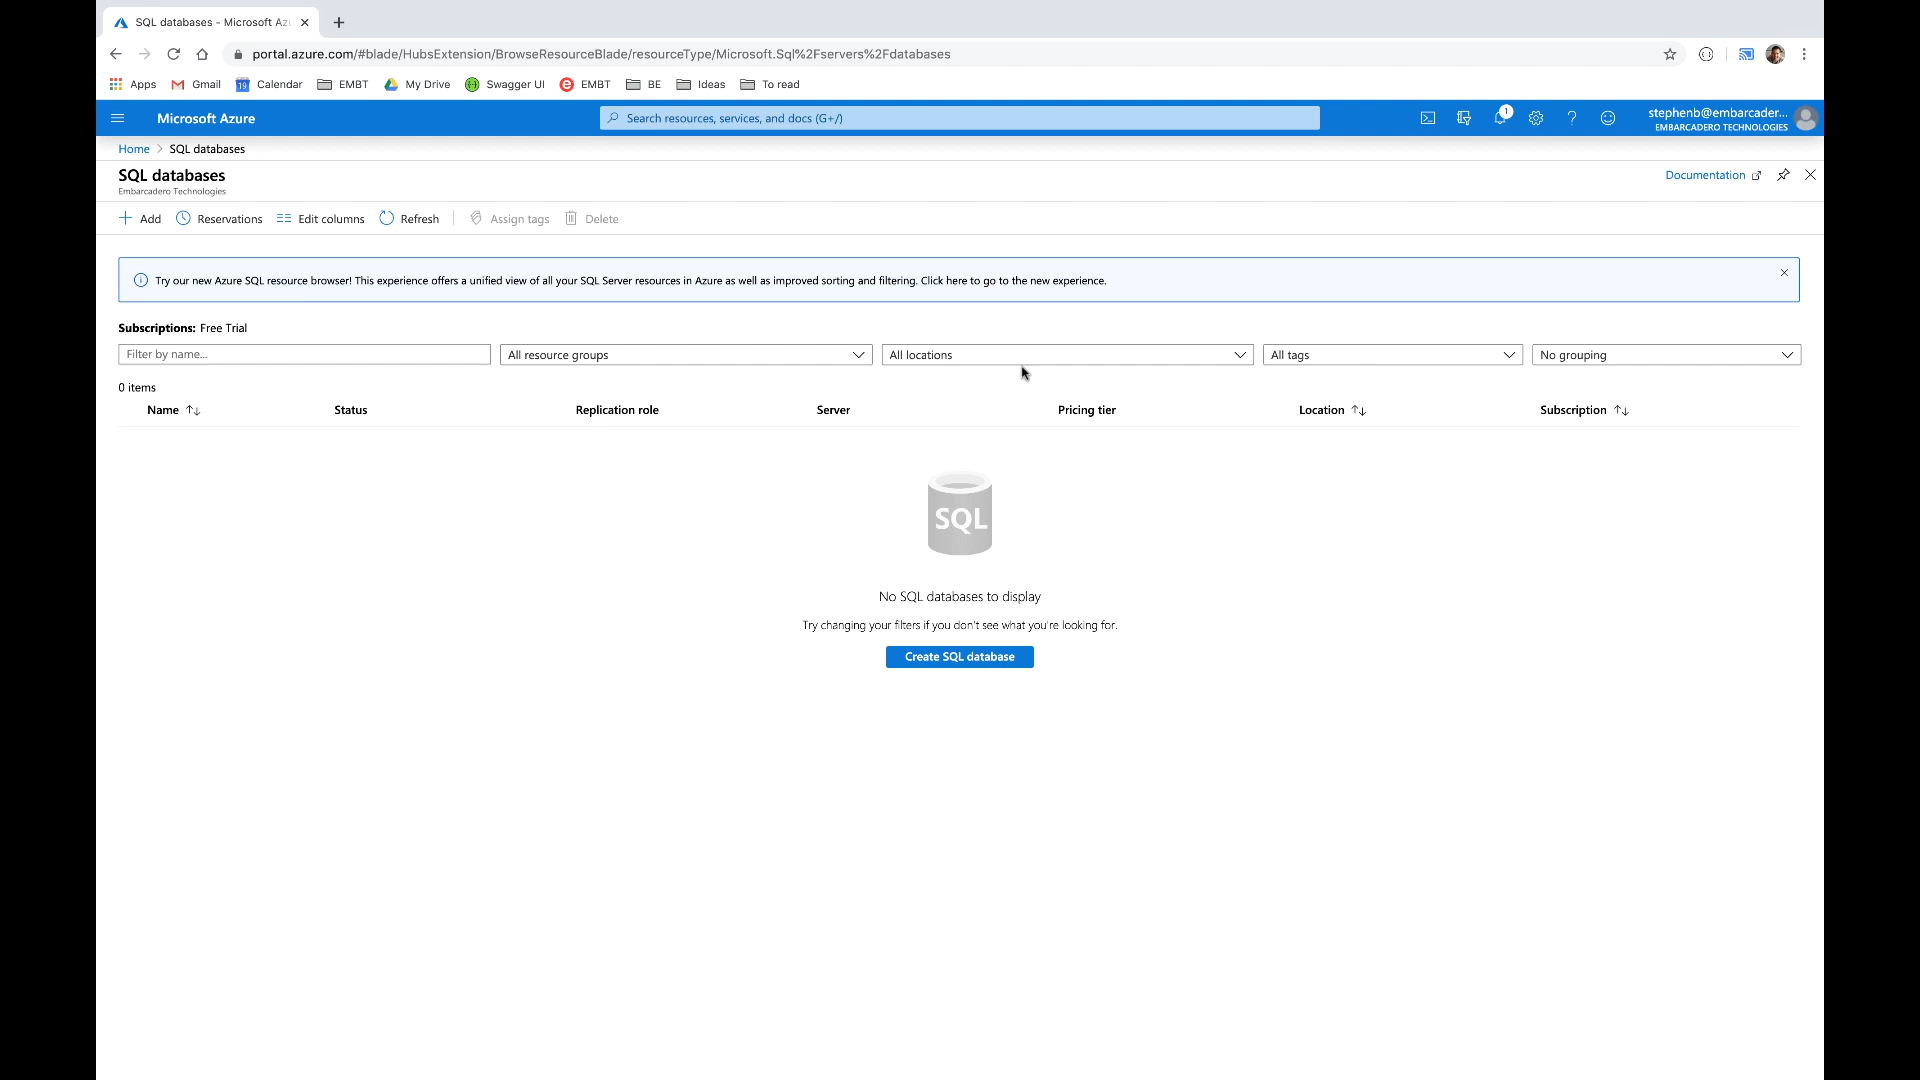 SQL databases - Microsoft Az
portal.azure.com/#blade/HubsExtension/BrowseResourceBlade/resourceType/Microsoft.Sql%2Fservers%2Fdatabases
Apps Gmail 19 Calendar EMBT My Drive Swagger UI EMBT BE Ideas To read
Microsoft Azure
Search resources, services, and docs (G+/)
1
stephenb@embarcader...
EMBARCADERO TECHNOLOGIES
Home > SQL databases
SQL databases
Embarcadero Technologies
Documentation
Add Reservations Edit columns Refresh Assign tags Delete
Try our new Azure SQL resource browser! This experience offers a unified view of all your SQL Server resources in Azure as well as improved sorting and filtering. Click here to go to the new experience.
Subscriptions: Free Trial
Filter by name... All resource groups All locations All tags No grouping
0 items
Name Status Replication role Server Pricing tier Location Subscription
SQL
No SQL databases to display
Try changing your filters if you don't see what you're looking for.
Create SQL database